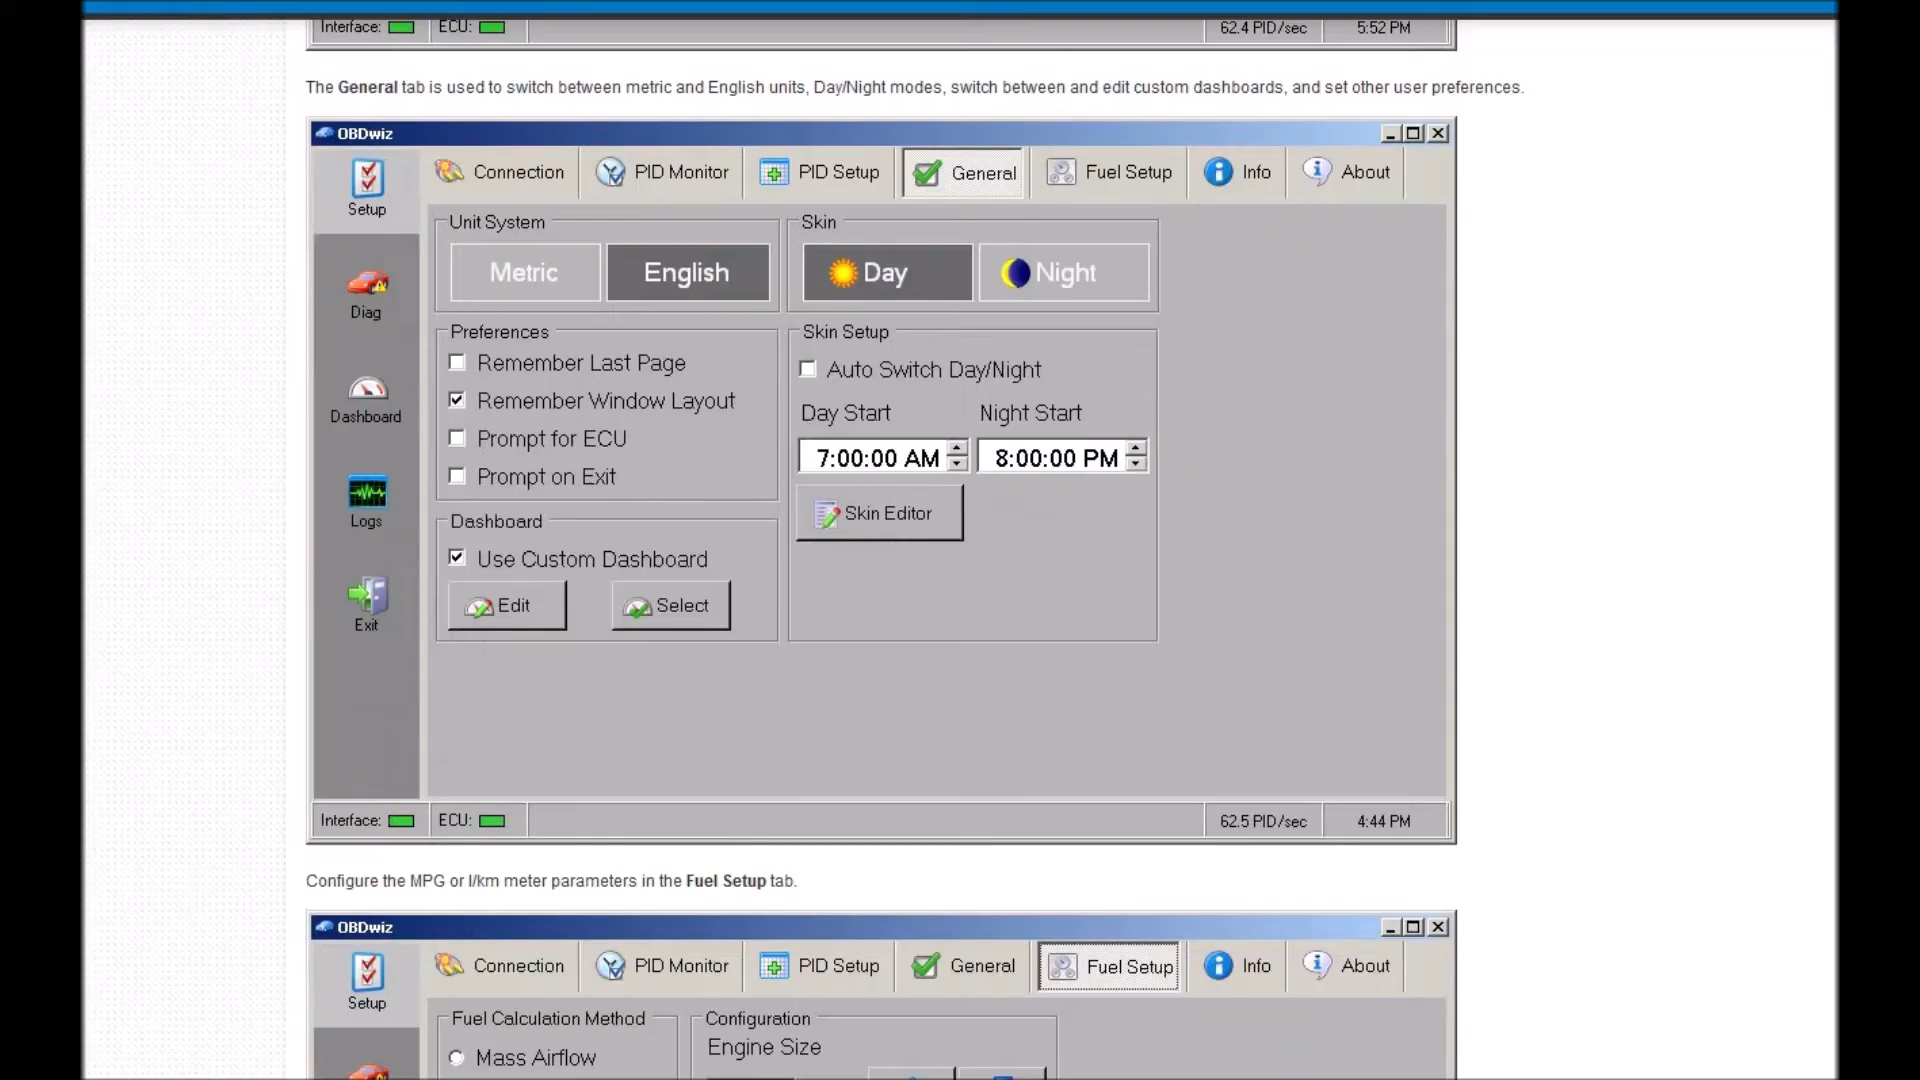 Interface: ECU: 62.4 PID/sec 5:52 PM
The General tab is used to switch between metric and English units, Day/Night modes, switch between and edit custom dashboards, and set other user preferences.
OBDwiz
Setup Connection PID Monitor PID Setup General Fuel Setup Info About
Unit System
Metric English
Skin
Day Night
Diag
Preferences
Remember Last Page
Remember Window Layout
Prompt for ECU
Prompt on Exit
Skin Setup
Auto Switch Day/Night
Day Start Night Start
7:00:00 AM 8:00:00 PM
Skin Editor
Dashboard
Logs
Exit
Dashboard
Use Custom Dashboard
Edit Select
Interface: ECU: 62.5 PID/sec 4:44 PM
Configure the MPG or l/km meter parameters in the Fuel Setup tab.
OBDwiz
Setup Connection PID Monitor PID Setup General Fuel Setup Info About
Fuel Calculation Method
Mass Airflow
Configuration
Engine Size